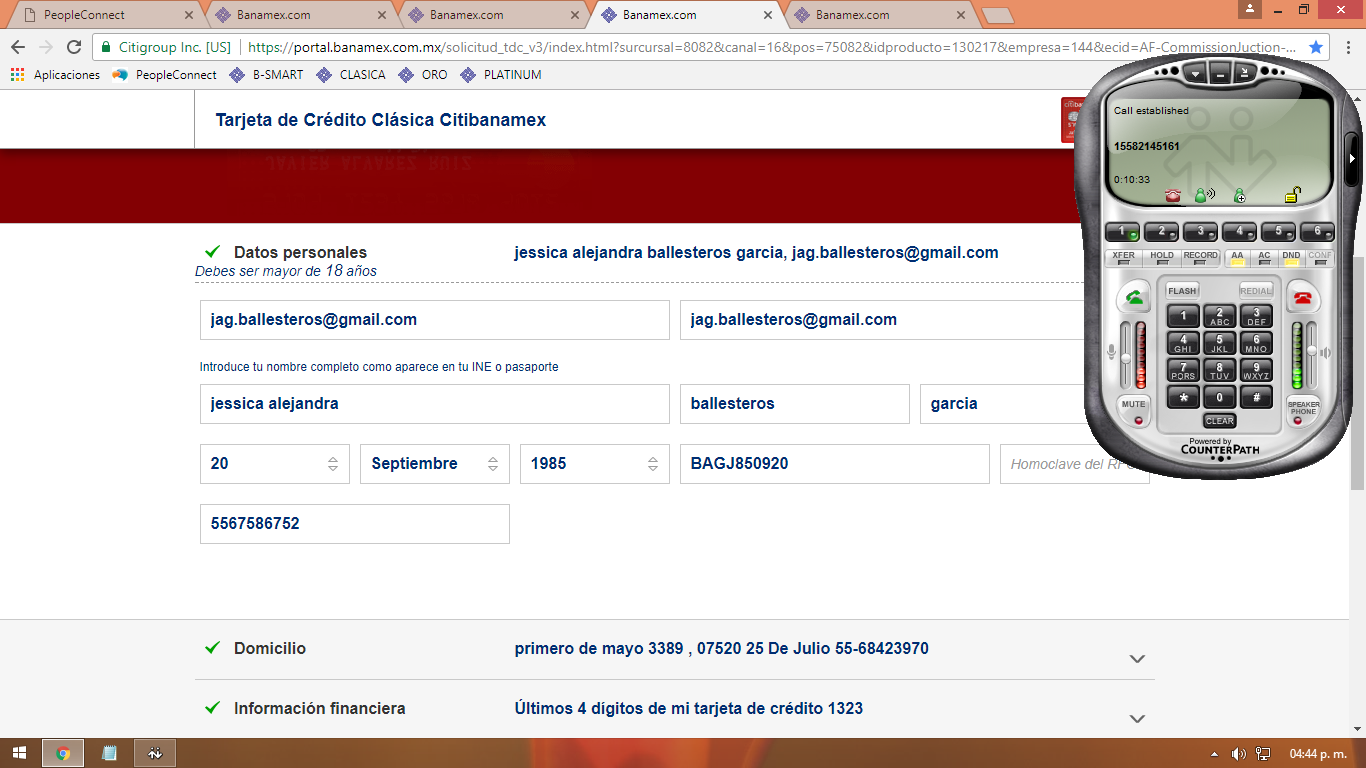 PeopleConnect
Banamex.com
Banamex.com
Banamex.com
Banamex.com
Citigroup Inc. [US]
https://portal.banamex.com.mx/solicitud_tdc_v3/index.html?surcursal=8082&canal=16&pos=75082&idproducto=130217&empresa=144&ecid=AF-CommissionJuction-...
Aplicaciones
PeopleConnect
B-SMART
CLASICA
ORO
PLATINUM
Tarjeta de Crédito Clásica Citibanamex
JAVIER ALVAREZ RUIZ
Datos personales
jessica alejandra ballesteros garcia, jag.ballesteros@gmail.com
Debes ser mayor de 18 años
jag.ballesteros@gmail.com
jag.ballesteros@gmail.com
Introduce tu nombre completo como aparece en tu INE o pasaporte
jessica alejandra
ballesteros
garcia
20
Septiembre
1985
BAGJ850920
Homoclave del RFC
5567586752
Domicilio
primero de mayo 3389 , 07520 25 De Julio 55-68423970
Información financiera
Últimos 4 dígitos de mi tarjeta de crédito 1323
Call established
15582145161
0:10:33
1 2 3 4 5 6
XFER HOLD RECORD AA AC DND CONF
FLASH
REDIAL
1
2 ABC
3 DEF
4 GHI
5 JKL
6 MNO
7 PQRS
8 TUV
9 WXYZ
* 0 #
MUTE
CLEAR
SPEAKER PHONE
Powered by
COUNTERPATH
04:44 p. m.